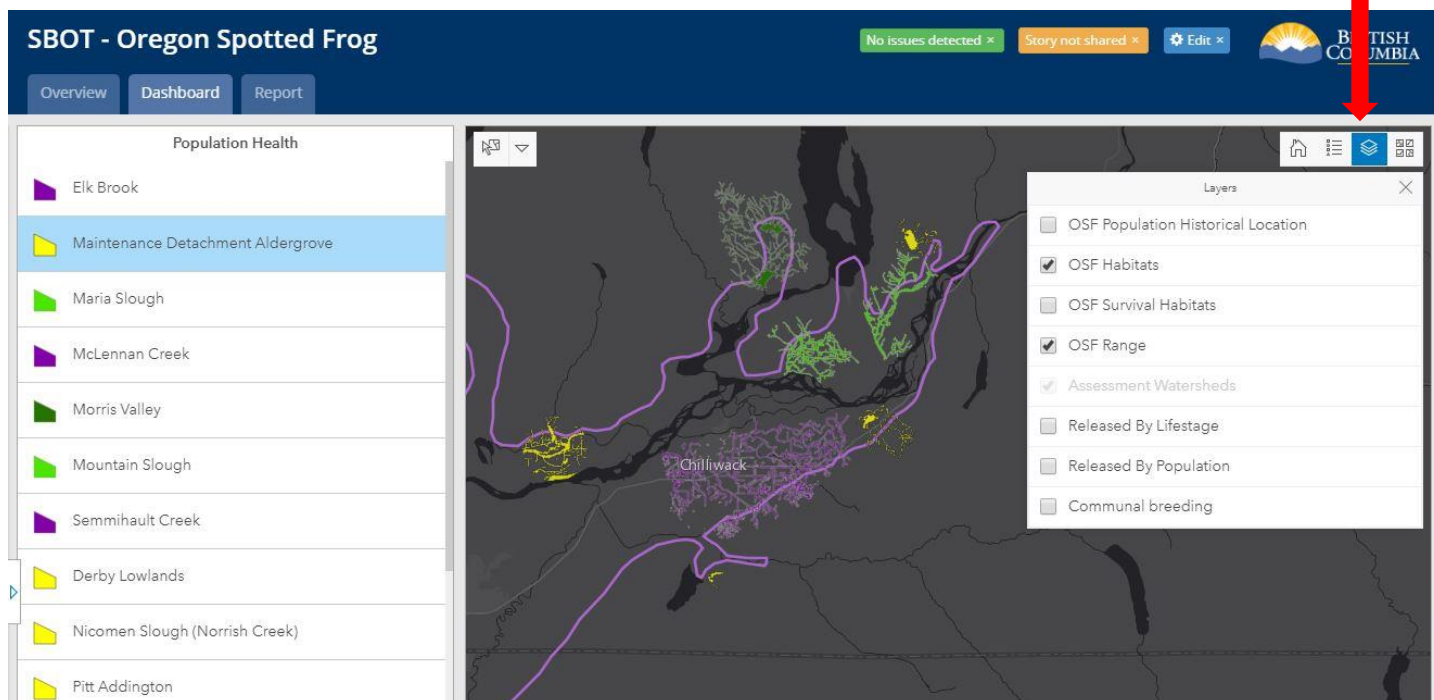 SBOT - Oregon Spotted Frog
No issues detected ×
Story not shared ×
Edit ×
BRITISH
COLUMBIA
Overview
Dashboard
Report
Population Health
Elk Brook
Maintenance Detachment Aldergrove
Maria Slough
McLennan Creek
Morris Valley
Mountain Slough
Semmihault Creek
Derby Lowlands
Nicomen Slough (Norrish Creek)
Pitt Addington
Chilliwack
Layers
OSF Population Historical Location
OSF Habitats
OSF Survival Habitats
OSF Range
Assessment Watersheds
Released By Lifestage
Released By Population
Communal breeding